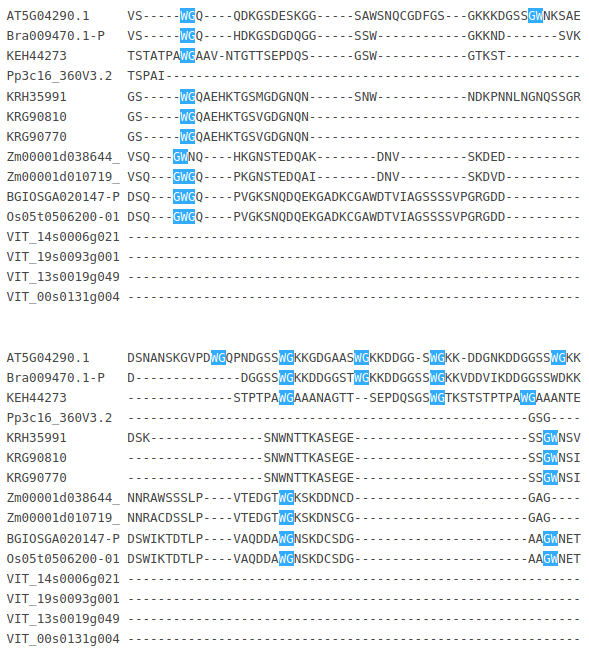 AT5G04290.1 VS-----WGQ----QDKGSDESKGG-----SAWSNQCGDFGS---GKKKDGSSGWNKSAE
Bra009470.1-P VS-----WGQ----HDKGSDGDQGG-----SSW------------GKKND-------SVK
KEH44273 TSTATPAWGAAV-NTGTTSEPDQS------GSW------------GTKST----------
Pp3c16_360V3.2 TSPAI-------------------------------------------------------
KRH35991 GS-----WGQAEHKTGSMGDGNQN------SNW------------NDKPNNLNGNQSSGR
KRG90810 GS-----WGQAEHKTGSVGDGNQN------------------------------------
KRG90770 GS-----WGQAEHKTGSVGDGNQN------------------------------------
Zm00001d038644_ VSQ---GWNQ----HKGNSTEDQAK--------DNV---------SKDED----------
Zm00001d010719_ VSQ---GWGQ----PKGNSTEDQAI--------DNV---------SKDVD----------
BGIOSGA020147-P DSQ---GWGQ----PVGKSNQDQEKGADKCGAWDTVIAGSSSSVPGRGDD----------
Os05t0506200-01 DSQ---GWGQ----PVGKSNQDQEKGADKCGAWDTVIAGSSSSVPGRGDD----------
VIT_14s0006g021 ------------------------------------------------------------
VIT_19s0093g001 ------------------------------------------------------------
VIT_13s0019g049 ------------------------------------------------------------
VIT_00s0131g004 ------------------------------------------------------------
AT5G04290.1 DSNANSKGVPDWGQPNDGSSWGKKGDGAASWGKKDDGG-SWGKK-DDGNKDDGGSSWGKK
Bra009470.1-P D--------------DGGSSWGKKDDGGSTWGKKDDGGSSWGKKVDDVIKDDGGSSWDKK
KEH44273 --------------STPTPAWGAAANAGTT--SEPDQSGSWGTKSTSTPTPAWGAAANTE
Pp3c16_360V3.2 -----------------------------------------------------GSG----
KRH35991 DSK---------------SNWNTTKASEGE-----------------------SSGWNSV
KRG90810 ------------------SNWNTTKASEGE-----------------------SSGWNSI
KRG90770 ------------------SNWNTTKASEGE-----------------------SSGWNSI
Zm00001d038644_ NNRAWSSSLP----VTEDGTWGKSKDDNCD-----------------------GAG----
Zm00001d010719_ NNRACDSSLP----VTEDGTWGKSKDNSCG-----------------------GAG----
BGIOSGA020147-P DSWIKTDTLP----VAQDDAWGNSKDCSDG-----------------------AAGWNET
Os05t0506200-01 DSWIKTDTLP----VAQDDAWGNSKDCSDG-----------------------AAGWNET
VIT_14s0006g021 ------------------------------------------------------------
VIT_19s0093g001 ------------------------------------------------------------
VIT_13s0019g049 ------------------------------------------------------------
VIT_00s0131g004 ------------------------------------------------------------